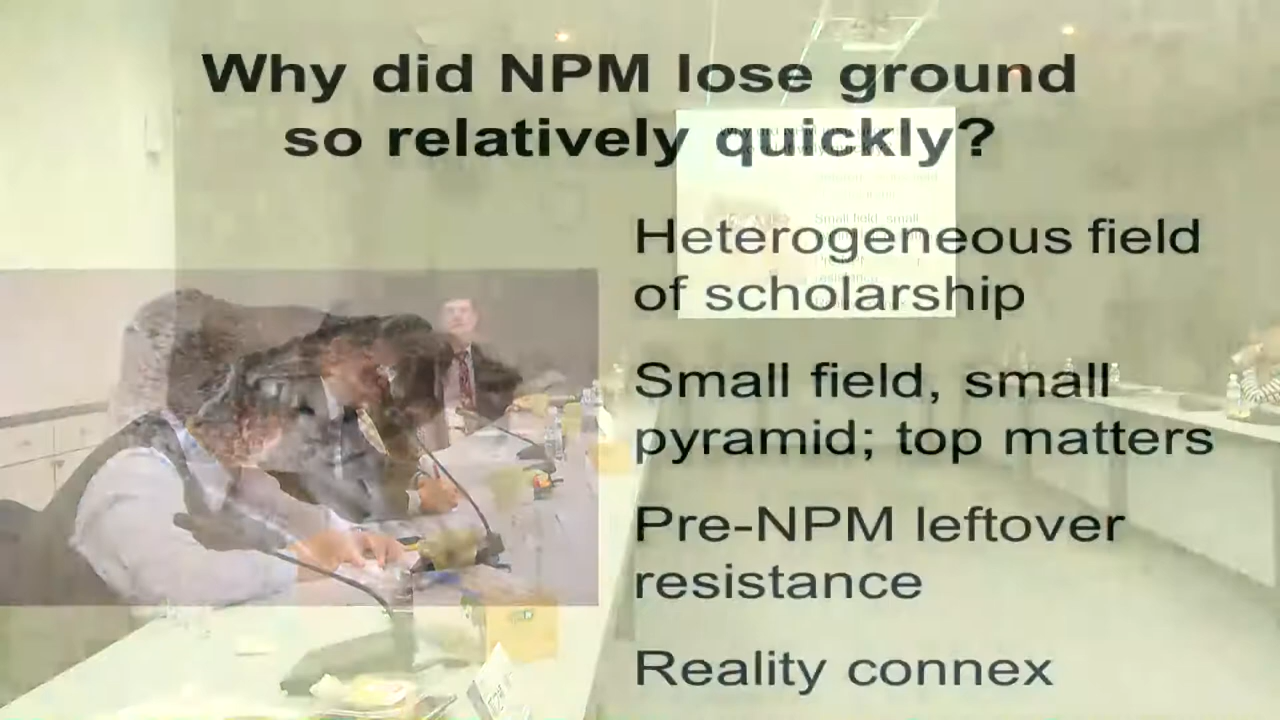 Why did NPM lose ground
so relatively quickly?
Heterogeneous field
of scholarship
Small field, small
pyramid; top matters
Pre-NPM leftover
resistance
Reality connex